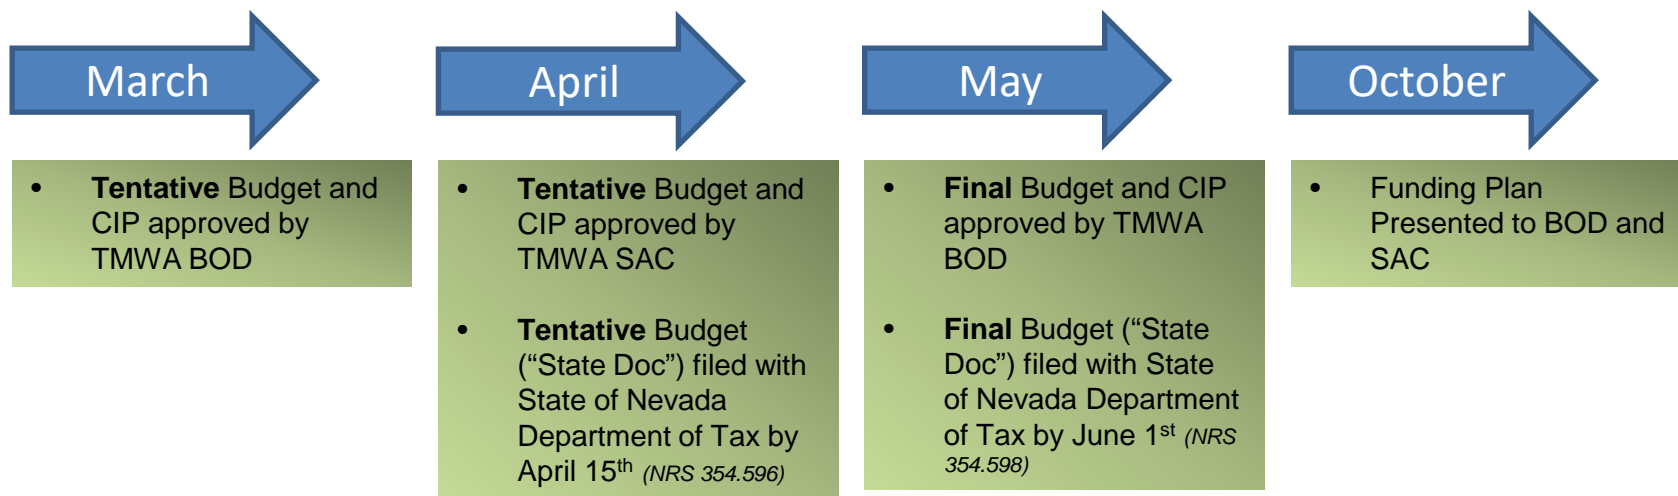 March
• Tentative Budget and
CIP approved by
TMWA BOD
April
• Tentative Budget and
CIP approved by
TMWA SAC
• Tentative Budget
(“State Doc”) filed with
State of Nevada
Department of Tax by
April 15th (NRS 354.596)
May
• Final Budget and CIP
approved by TMWA
BOD
• Final Budget (“State
Doc”) filed with State
of Nevada Department
of Tax by June 1st (NRS
354.598)
October
• Funding Plan
Presented to BOD and
SAC